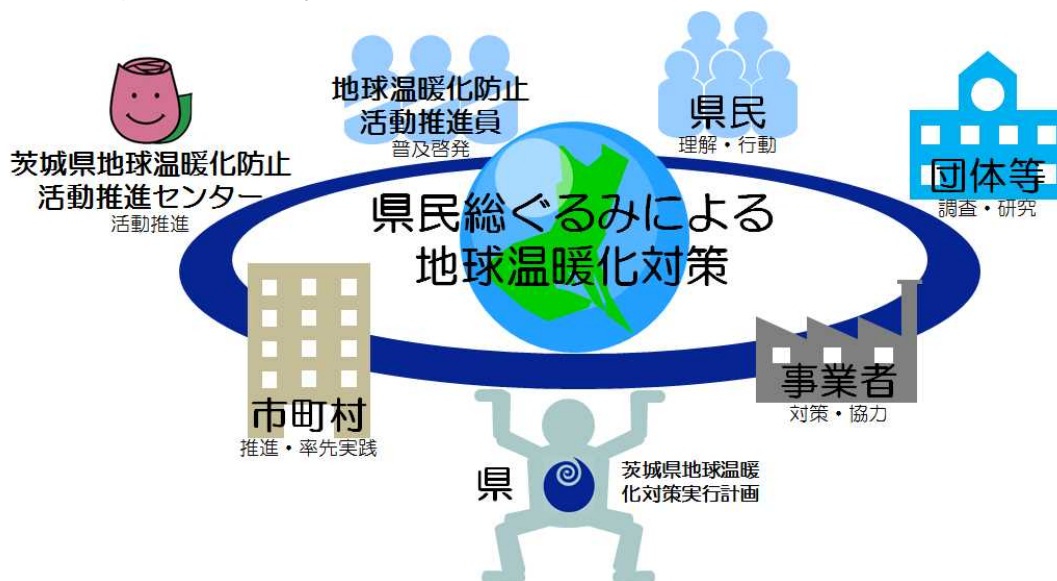 茨城県地球温暖化防止
活動推進センター
活動推進
地球温暖化防止
活動推進員
普及啓発
県民
理解・行動
団体等
調査・研究
県民総ぐるみによる
地球温暖化対策
市町村
推進・率先実践
事業者
対策・協力
県
茨城県地球温暖
化対策実行計画